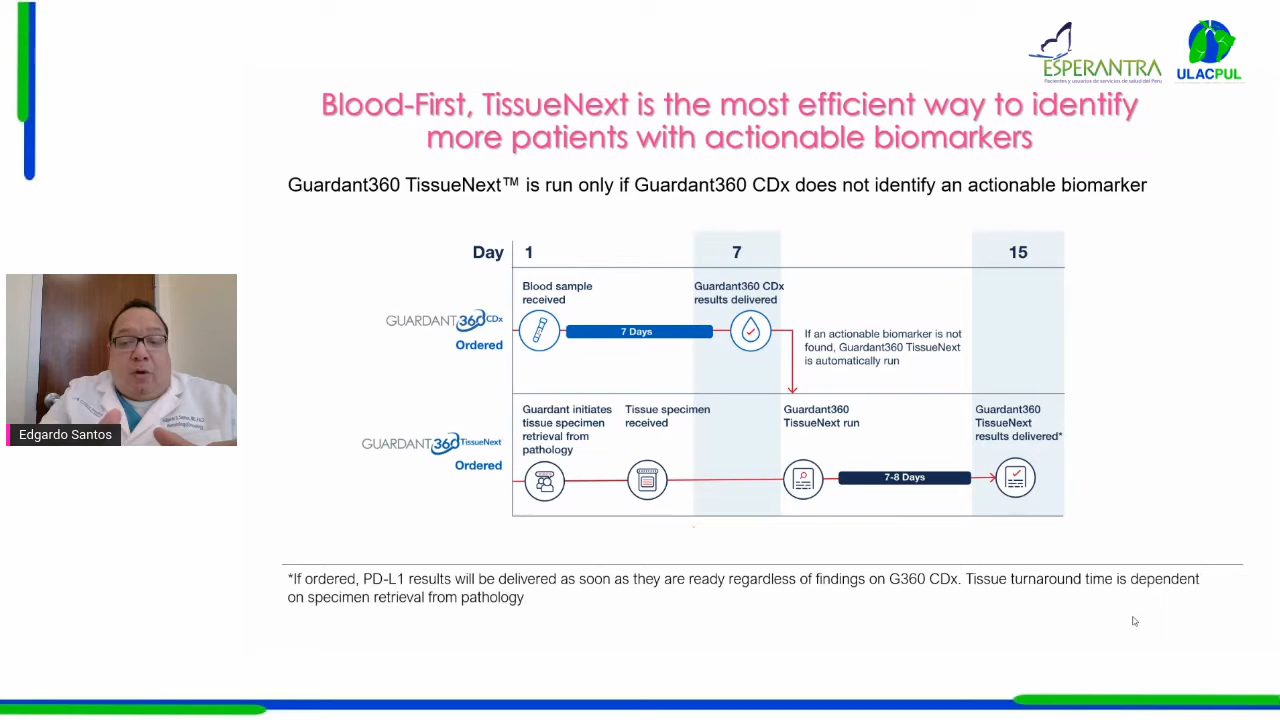 ESPERANTRA
Pacientes y usuarios de servicios de salud del Perú
ULACPUL
Blood-First, TissueNext is the most efficient way to identify
more patients with actionable biomarkers
Guardant360 TissueNext™ is run only if Guardant360 CDx does not identify an actionable biomarker
Day 1 7 15
Blood sample
received
Guardant360 CDx
results delivered
GUARDANT 360 CDx
Ordered
7 Days
If an actionable biomarker is not
found, Guardant360 TissueNext
is automatically run
Guardant initiates
tissue specimen
retrieval from
pathology
Tissue specimen
received
Guardant360
TissueNext run
Guardant360
TissueNext
results delivered*
GUARDANT 360 TissueNext
Ordered
7-8 Days
Edgardo Santos
*If ordered, PD-L1 results will be delivered as soon as they are ready regardless of findings on G360 CDx. Tissue turnaround time is dependent
on specimen retrieval from pathology